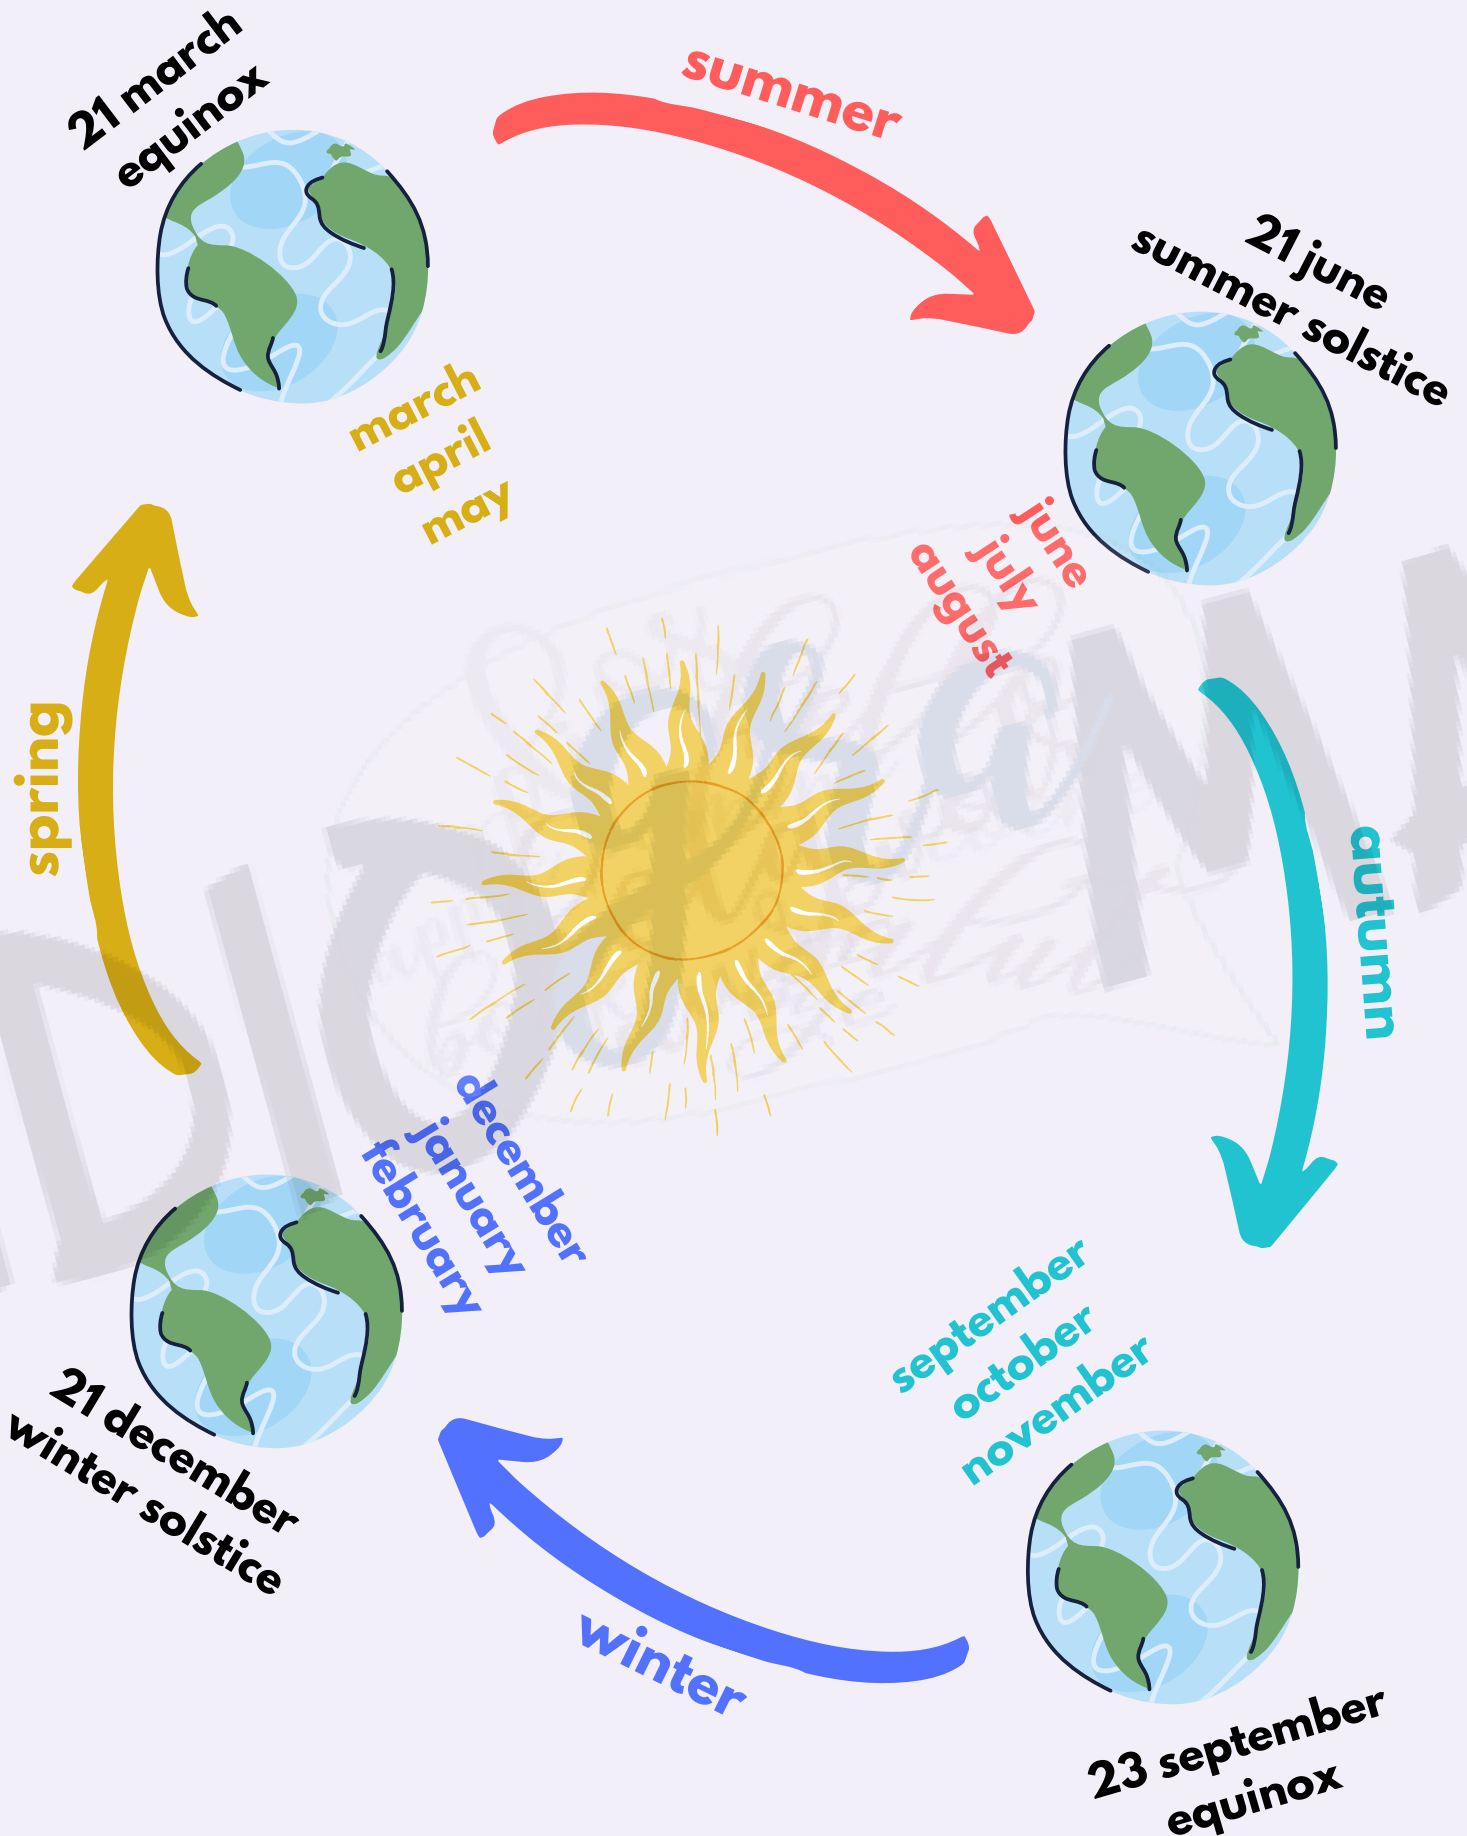 21 march
equinox
summer
21 june
summer solstice
march
april
may
june
july
august
spring
autumn
december
january
february
september
october
november
21 december
winter solstice
winter
23 september
equinox